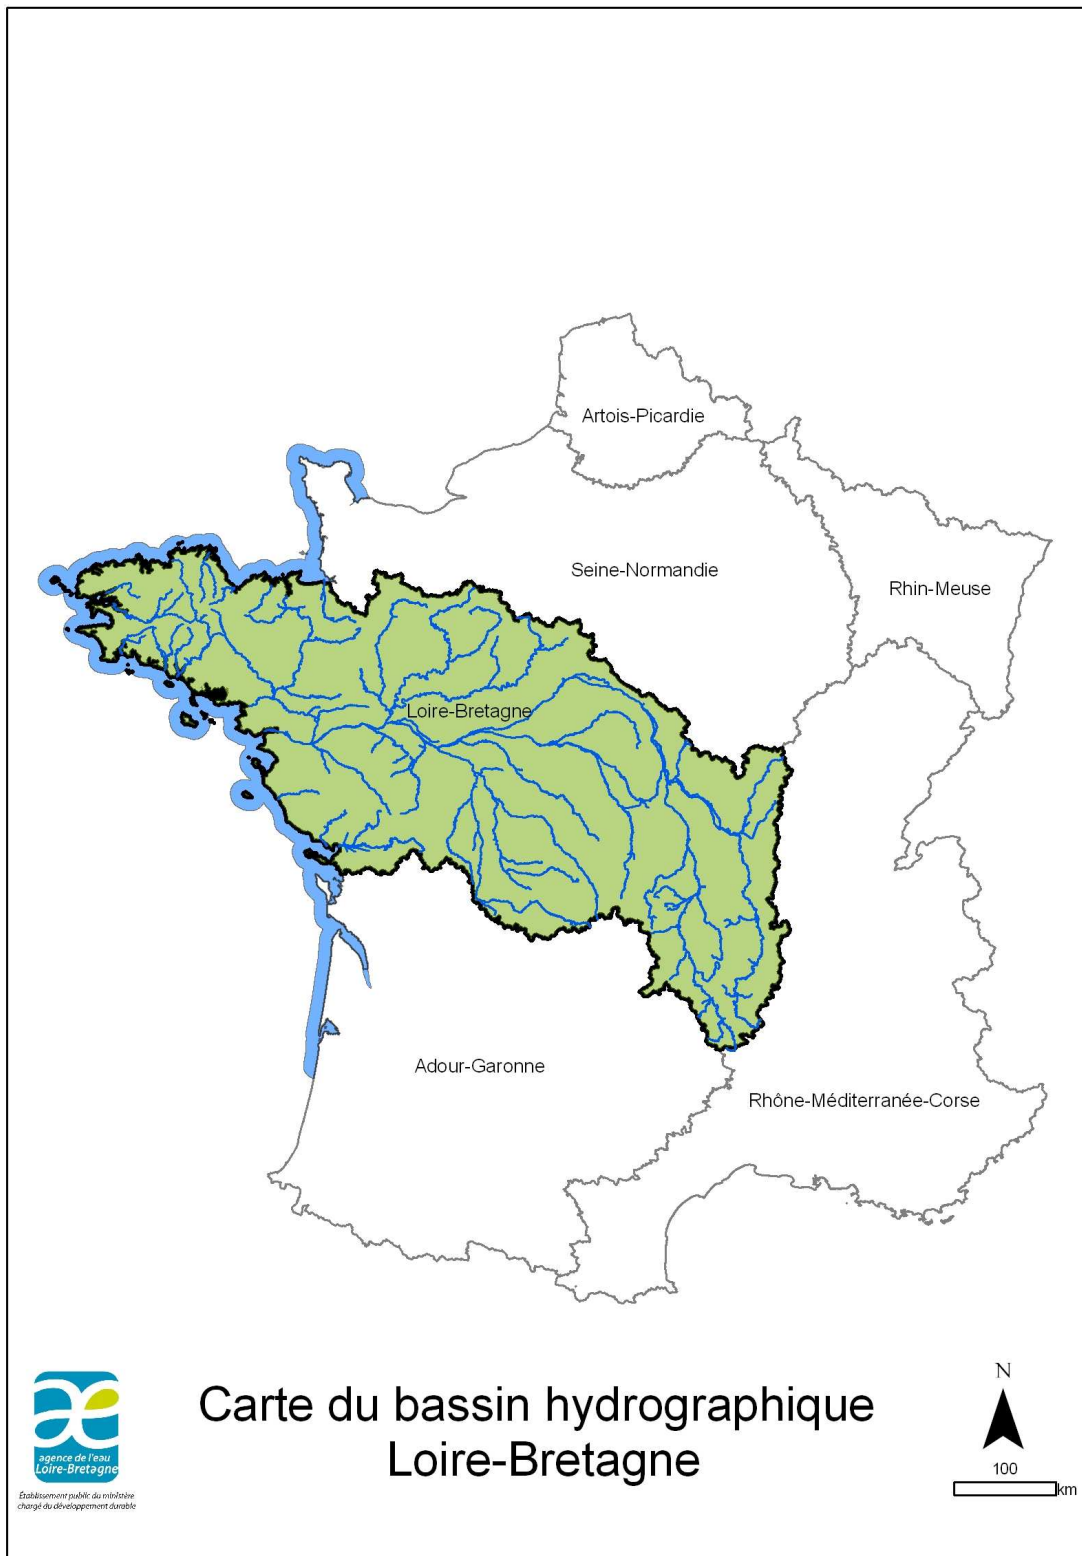 Artois-Picardie
Seine-Normandie
Rhin-Meuse
Loire-Bretagne
Adour-Garonne
Rhône-Méditerranée-Corse
agence de l'eau
Loire-Bretagne
Établissement public du ministère
chargé du développement durable
Carte du bassin hydrographique
Loire-Bretagne
N
100
km